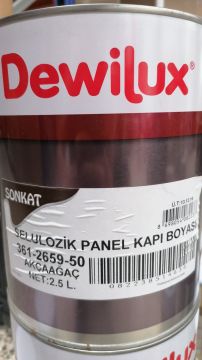 Dewilux®
SONKAT
SELULOZİK PANEL KAPI BOYASI
361-2659-50
AKÇAAĞAÇ
NET:2.5 L.